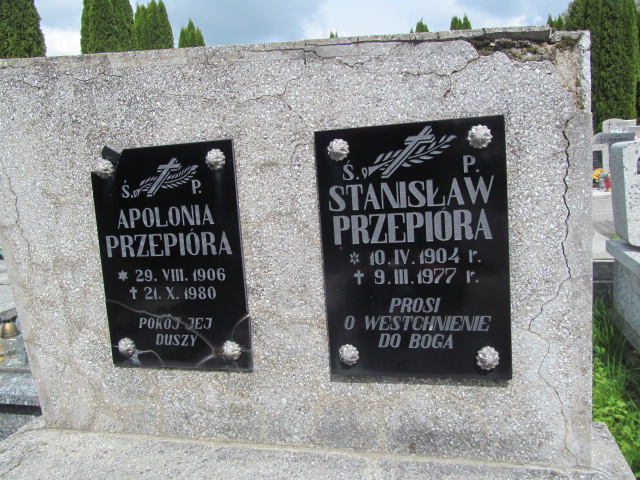 Ś. P.
APOLONIA
PRZEPIÓRA
* 29. VIII. 1906
† 21. X. 1980
POKÓJ JEJ
DUSZY
Ś. P.
STANISŁAW
PRZEPIÓRA
* 10. IV. 1904 r.
† 9. III. 1977 r.
PROSI
O WESTCHNIENIE
DO BOGA